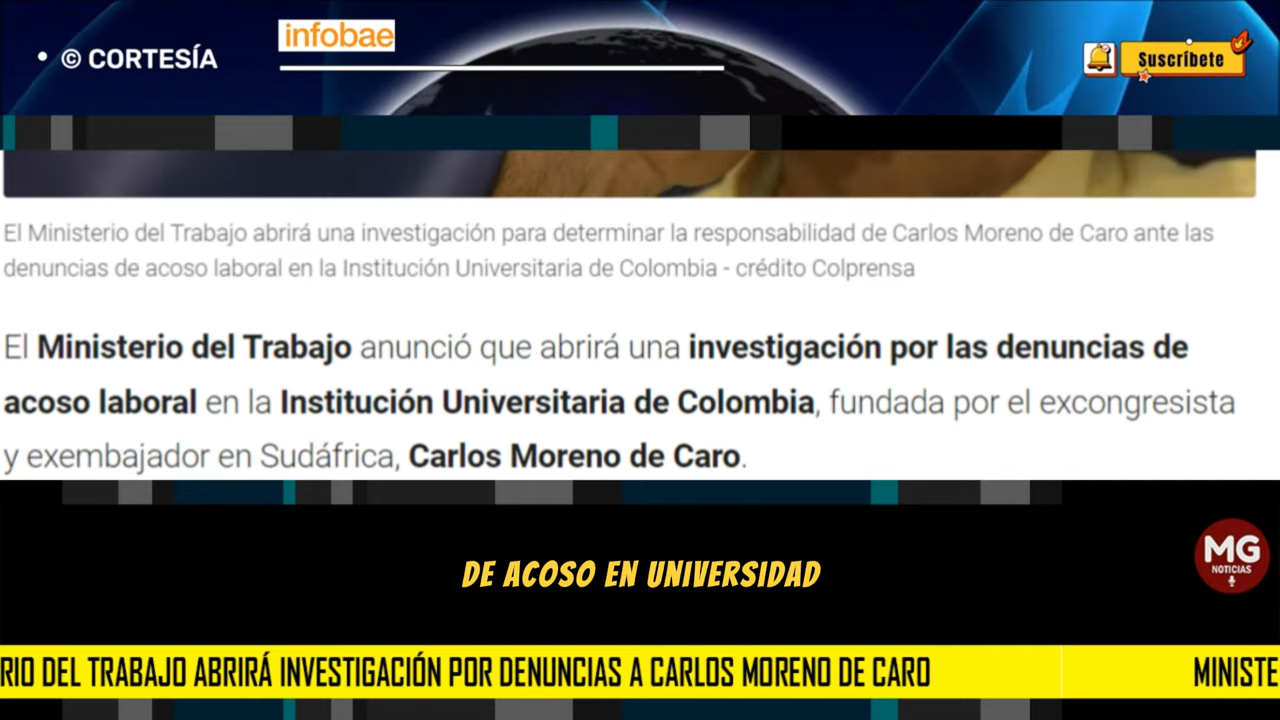 • © CORTESÍA
infobae
Suscríbete
El Ministerio del Trabajo abrirá una investigación para determinar la responsabilidad de Carlos Moreno de Caro ante las
denuncias de acoso laboral en la Institución Universitaria de Colombia - crédito Colprensa
El Ministerio del Trabajo anunció que abrirá una investigación por las denuncias de
acoso laboral en la Institución Universitaria de Colombia, fundada por el excongresista
y exembajador en Sudáfrica, Carlos Moreno de Caro.
DE ACOSO EN UNIVERSIDAD
MG
NOTICIAS
RIO DEL TRABAJO ABRIRÁ INVESTIGACIÓN POR DENUNCIAS A CARLOS MORENO DE CARO MINISTE